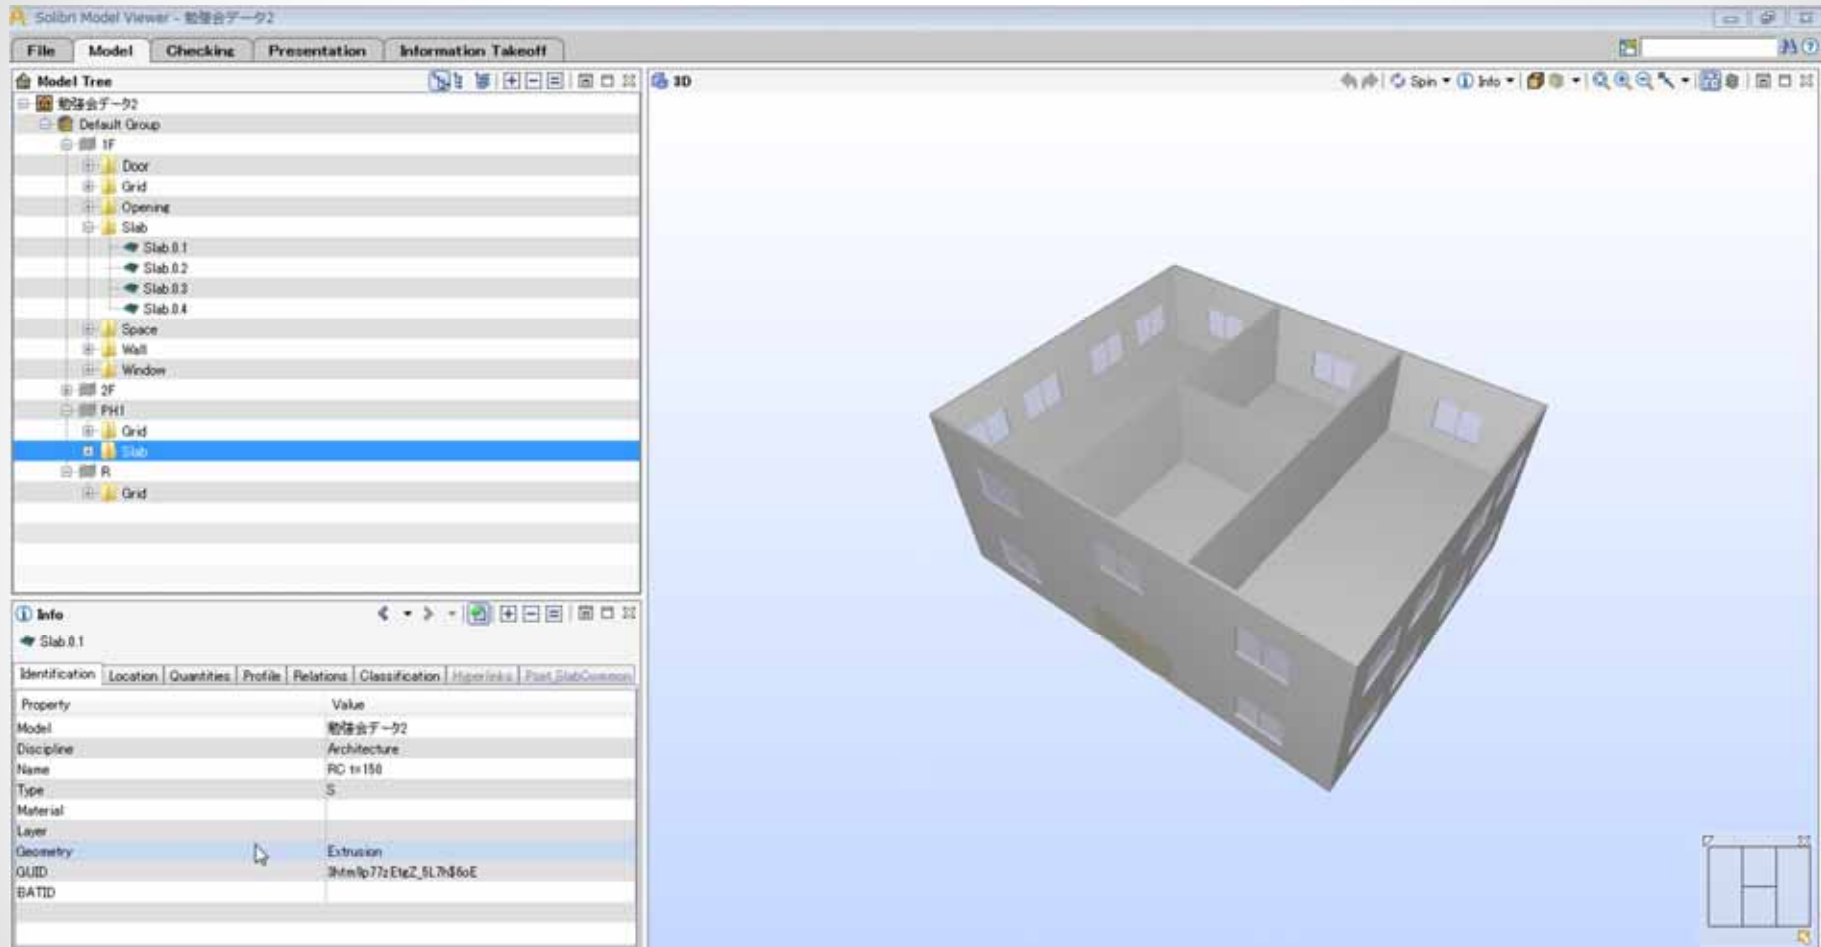 Solibri Model Viewer - 勉強会データ2
File Model Checking Presentation Information Takeoff
Model Tree
勉強会データ2
Default Group
1F
Door
Grid
Opening
Slab
Slab.0.1
Slab.0.2
Slab.0.3
Slab.0.4
Space
Wall
Window
2F
PH1
Grid
Slab
R
Grid
3D
Spin Info
Info
Slab.0.1
Identification Location Quantities Profile Relations Classification Hyperlinks Pset_SlabCommon
Property Value
Model 勉強会データ2
Discipline Architecture
Name RC t=150
Type S
Material
Layer
Geometry Extrusion
GUID
BATID